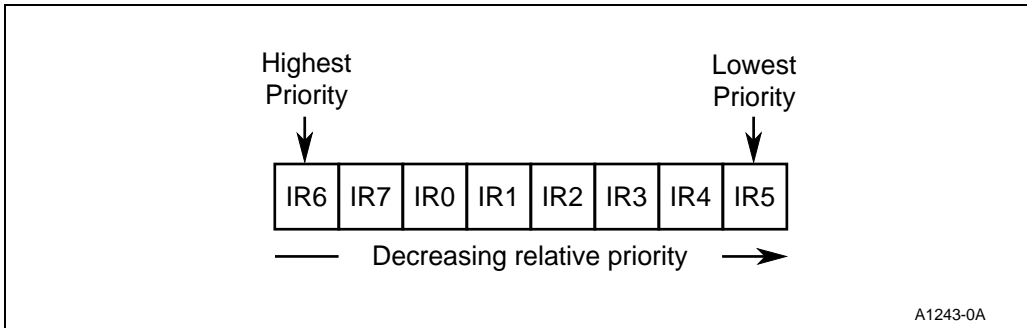 Highest
Priority
Lowest
Priority
IR6 IR7 IR0 IR1 IR2 IR3 IR4 IR5
Decreasing relative priority
A1243-0A